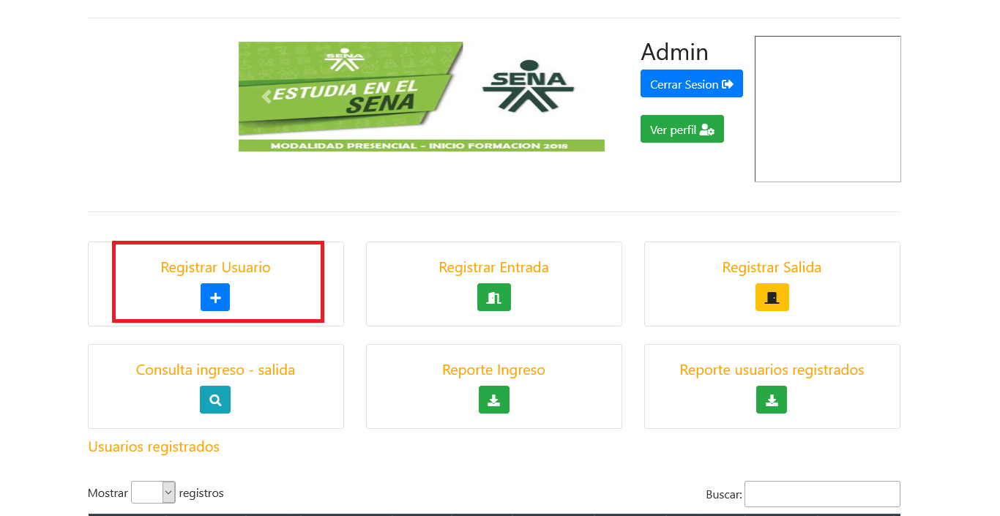 SENA
ESTUDIA EN EL
SENA
SENA
MODALIDAD PRESENCIAL - INICIO FORMACION 2018
Admin
Cerrar Sesion
Ver perfil
Registrar Usuario
Registrar Entrada
Registrar Salida
Consulta ingreso - salida
Reporte Ingreso
Reporte usuarios registrados
Usuarios registrados
Mostrar registros
Buscar: